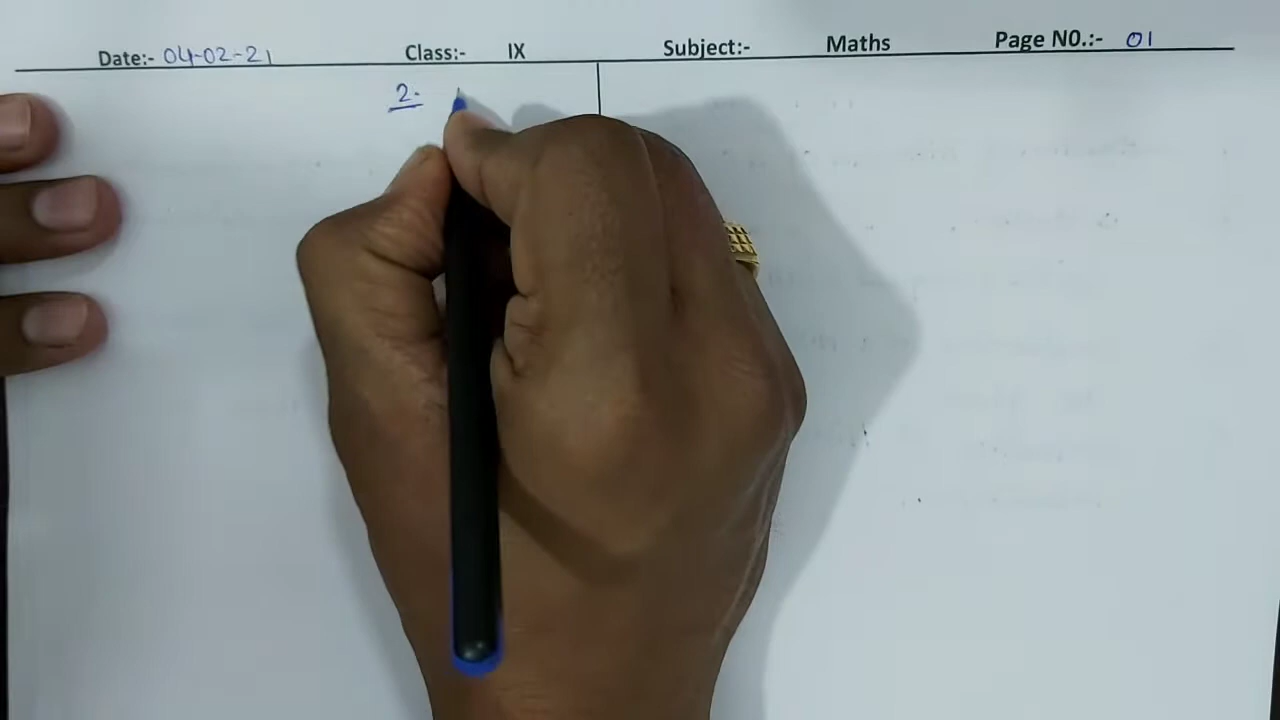 Date:- 04-02-21 Class:- IX Subject:- Maths Page NO.:- 01
2.